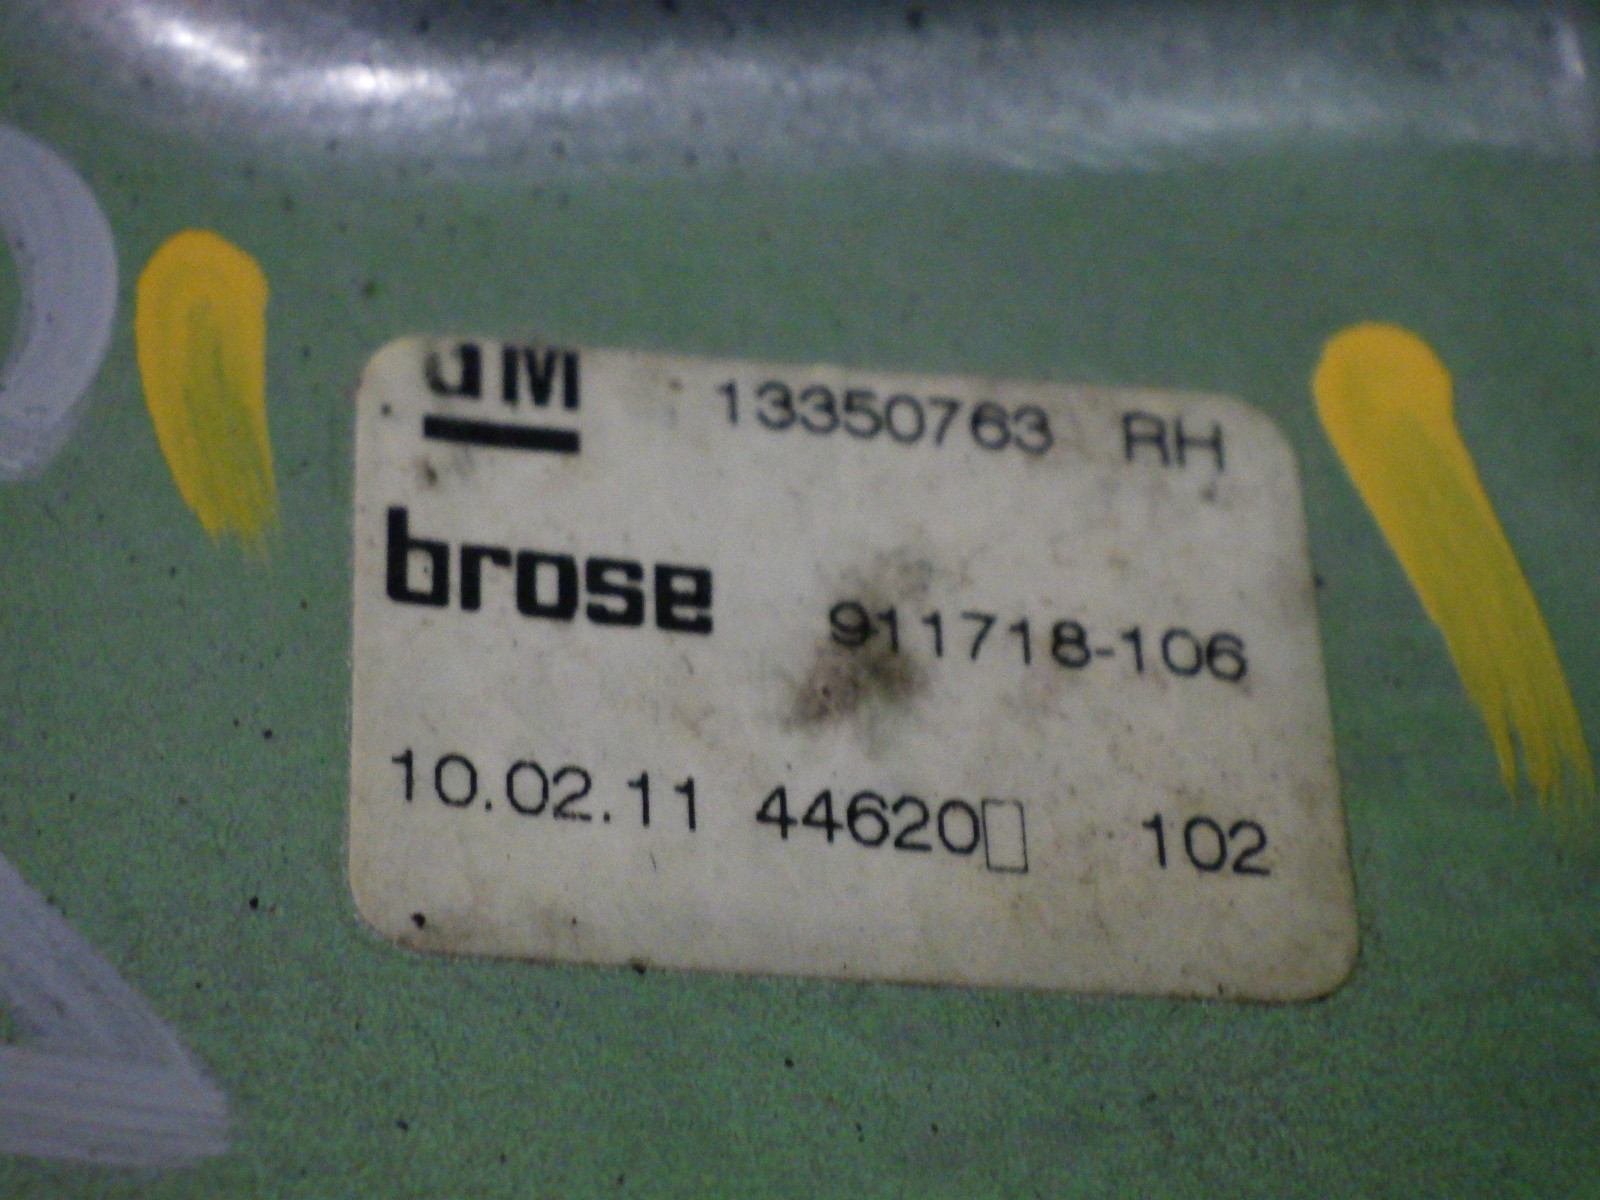 GM 13350763 RH
brose 911718-106
10.02.11 44620▯ 102